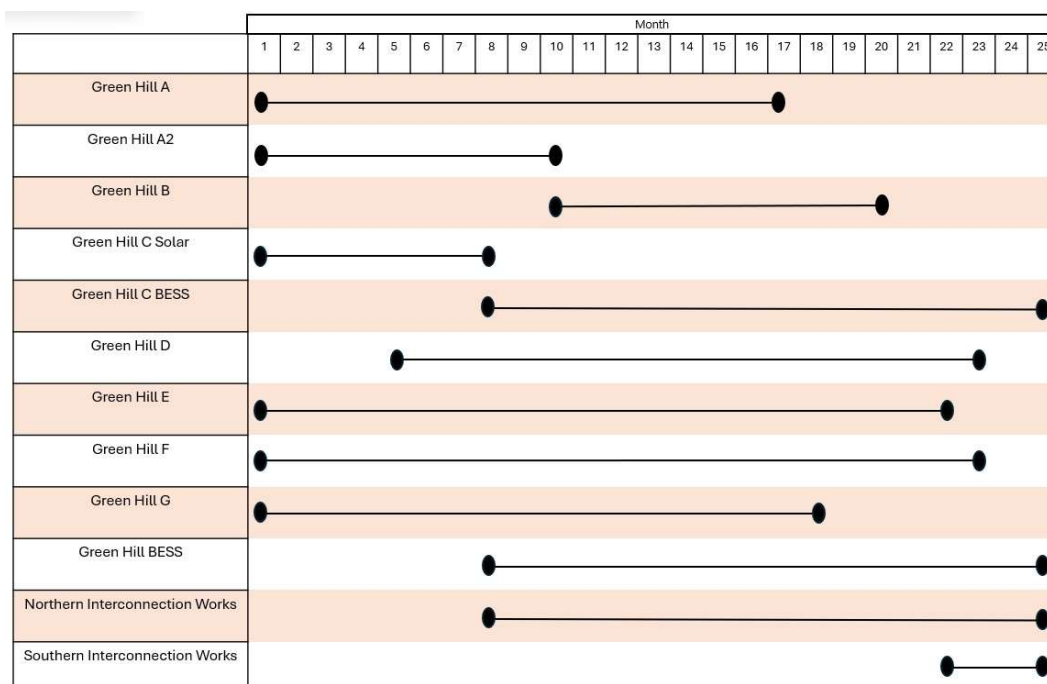 Month
1 2 3 4 5 6 7 8 9 10 11 12 13 14 15 16 17 18 19 20 21 22 23 24 25
Green Hill A
Green Hill A2
Green Hill B
Green Hill C Solar
Green Hill C BESS
Green Hill D
Green Hill E
Green Hill F
Green Hill G
Green Hill BESS
Northern Interconnection Works
Southern Interconnection Works